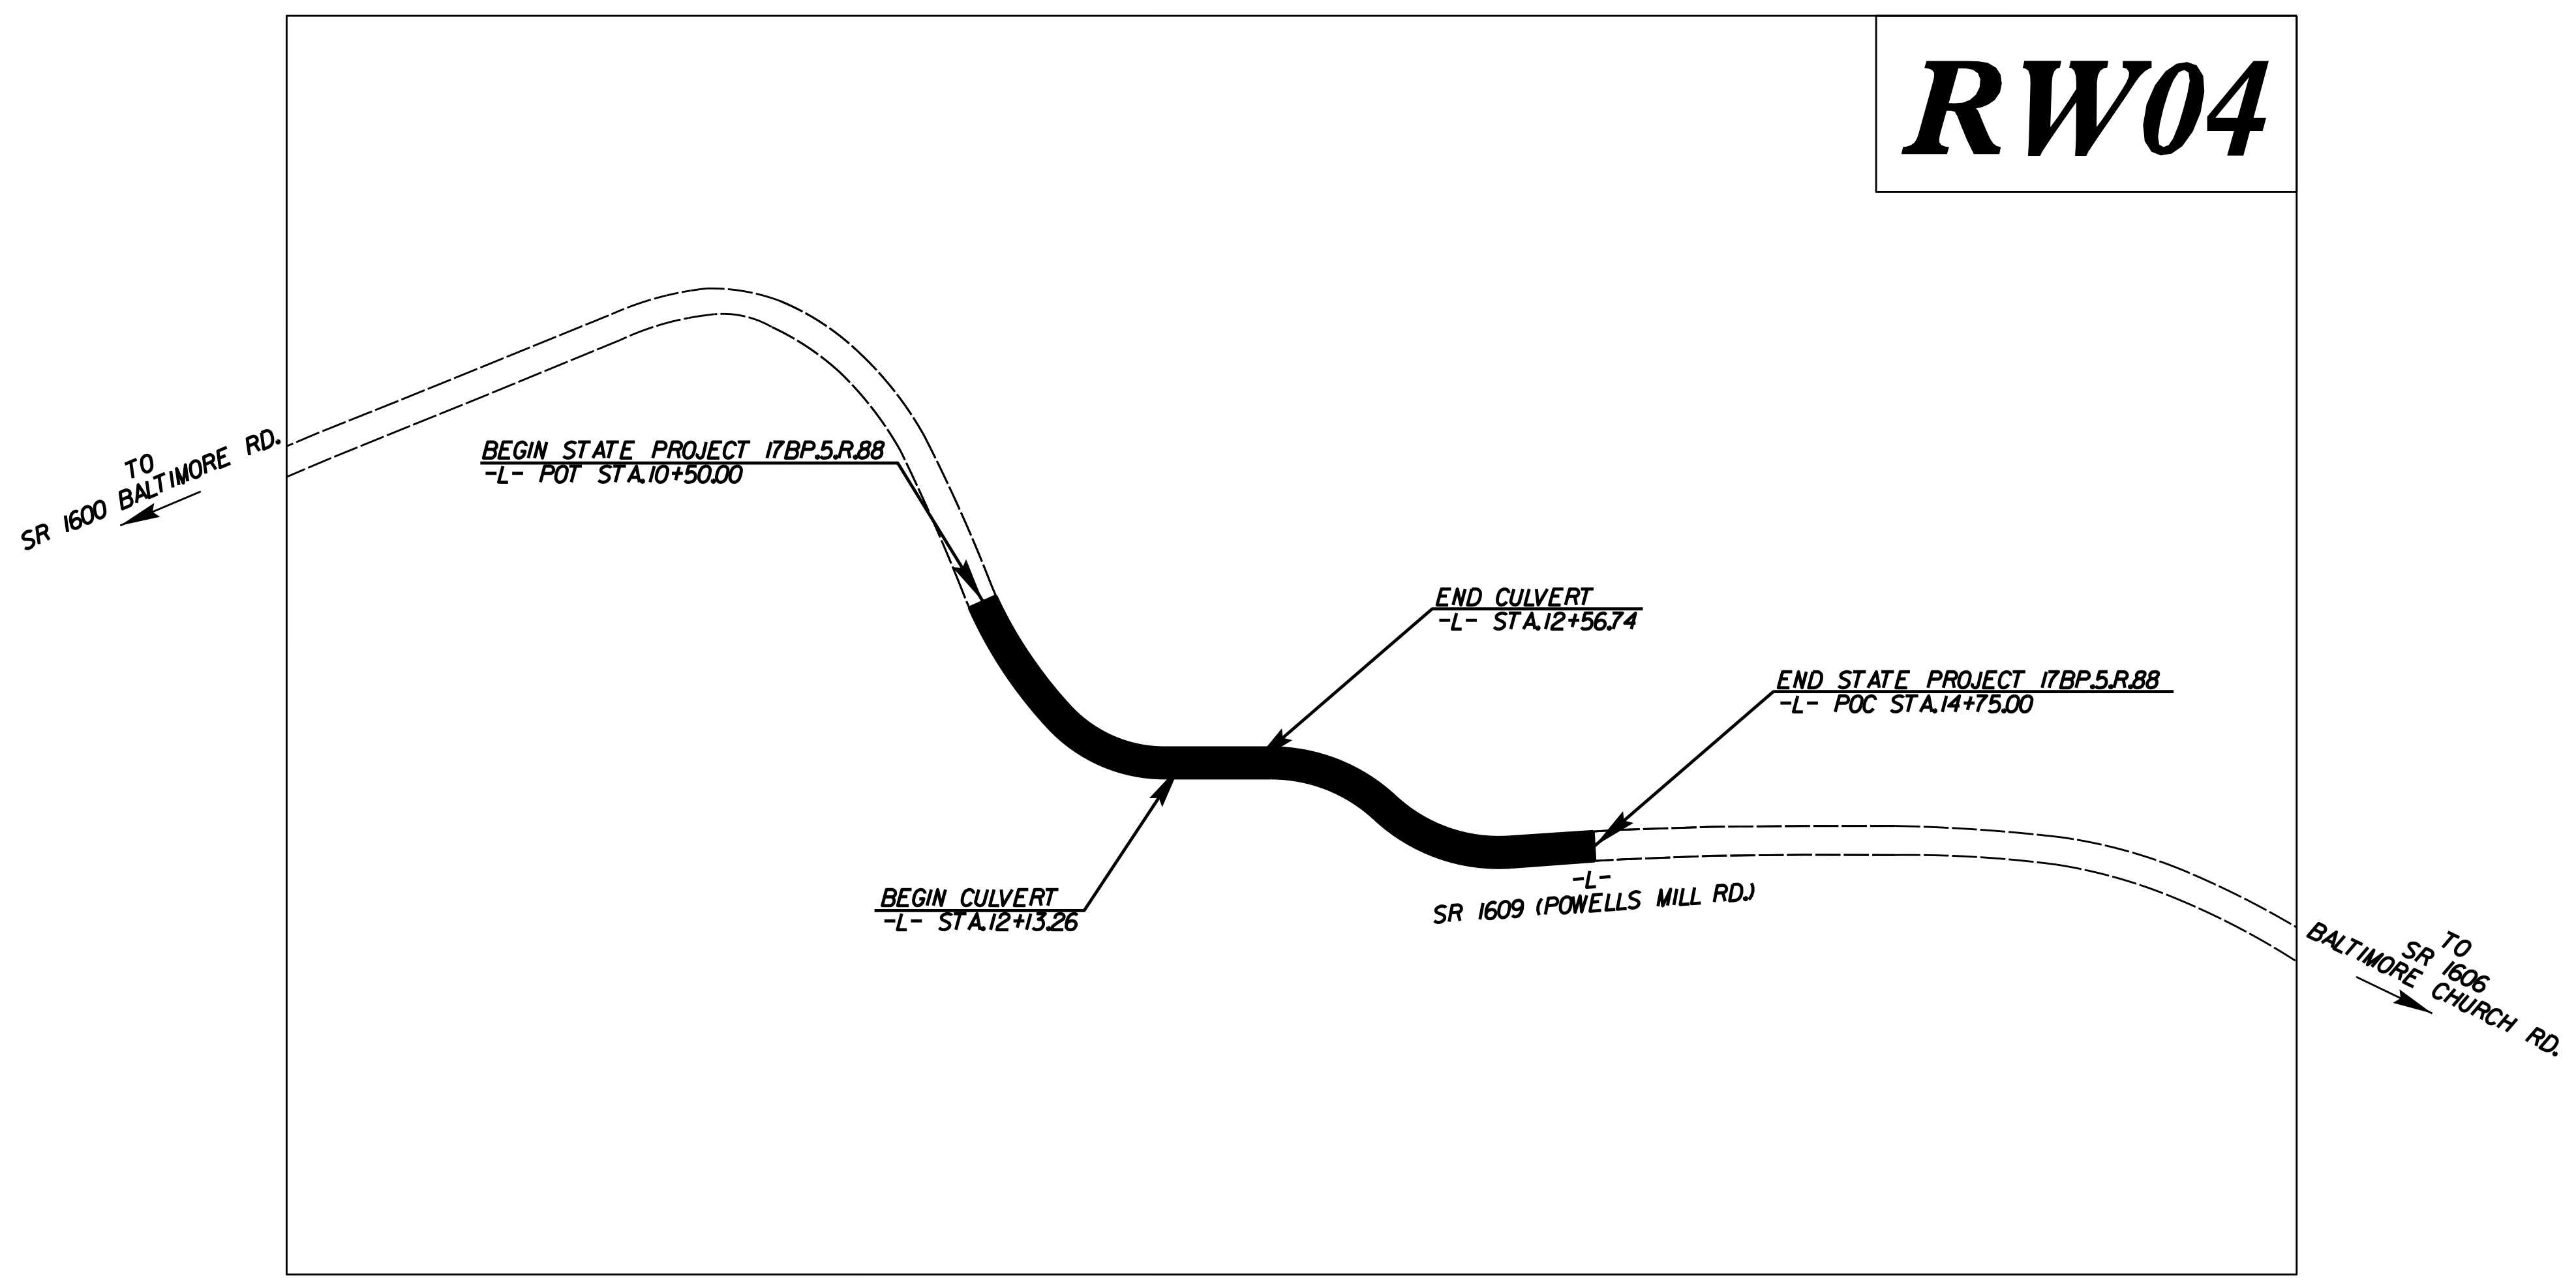 RW04
TO
SR 1600 BALTIMORE RD.
BEGIN STATE PROJECT 17BP.5.R.88
-L- POT STA.10+50.00
END CULVERT
-L- STA.12+56.74
END STATE PROJECT 17BP.5.R.88
-L- POC STA.14+75.00
BEGIN CULVERT
-L- STA.12+13.26
-L-
SR 1609 (POWELLS MILL RD.)
TO
SR 1606
BALTIMORE CHURCH RD.